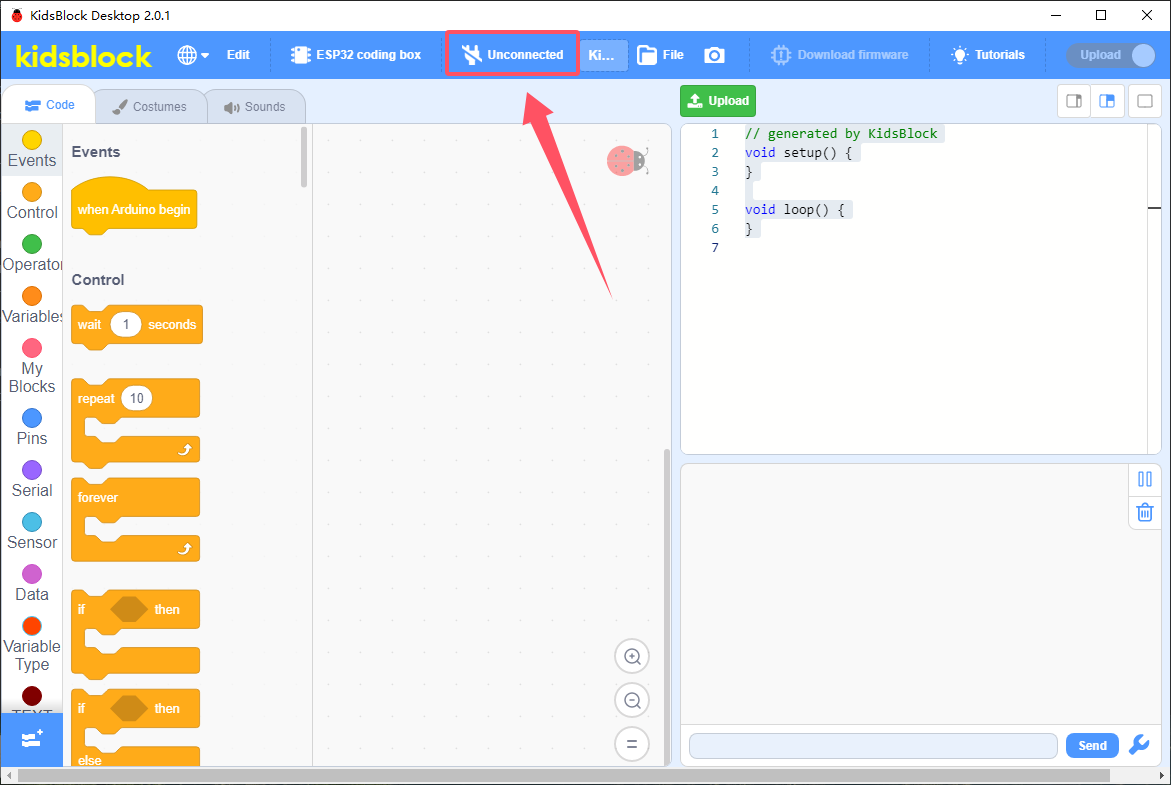 KidsBlock Desktop 2.0.1
kidsblock
Edit
ESP32 coding box
Unconnected
Ki...
File
Download firmware
Tutorials
Upload
Code
Costumes
Sounds
Upload
Events
Control
Operator
Variables
My
Blocks
Pins
Serial
Sensor
Data
Variable
Type
TEXT
Events
when Arduino begin
Control
wait 1 seconds
repeat 10
forever
if then
if then
else
1 // generated by KidsBlock
2 void setup() {
3 }
4
5 void loop() {
6 }
7
Send